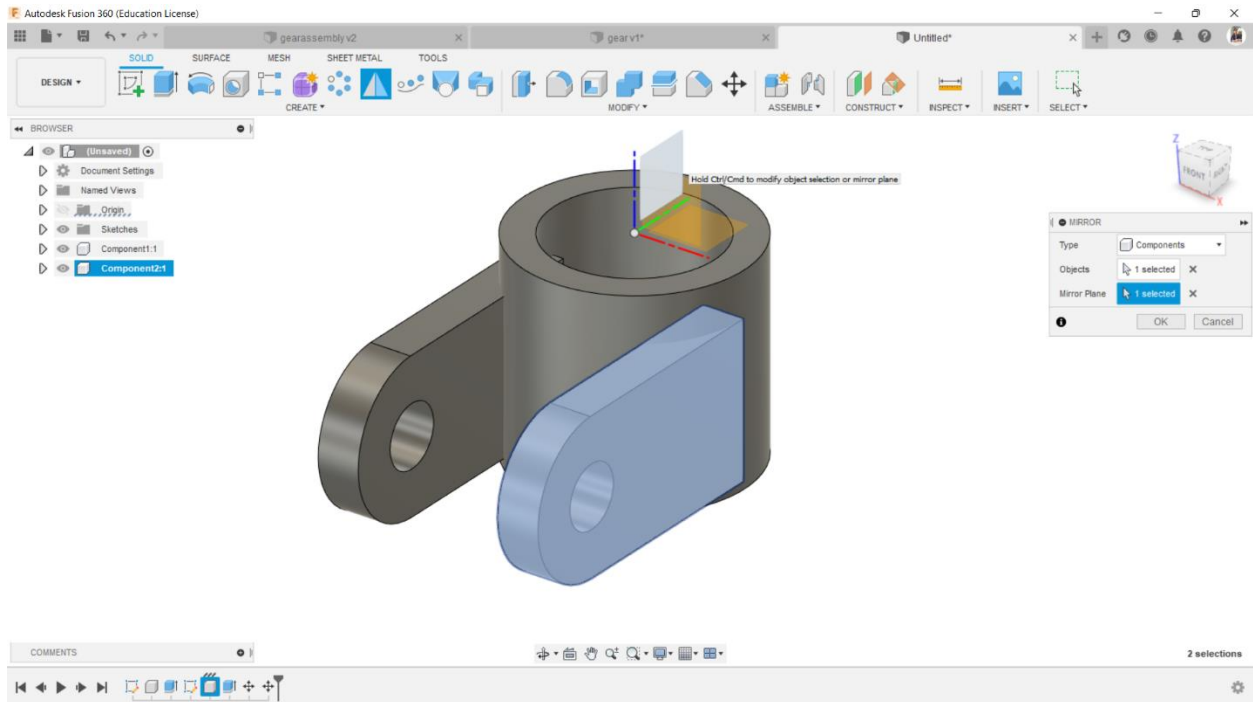 Autodesk Fusion 360 (Education License)
gearassembly v2
gear v1*
Untitled*
SOLID SURFACE MESH SHEET METAL TOOLS
DESIGN
CREATE MODIFY ASSEMBLE CONSTRUCT INSPECT INSERT SELECT
BROWSER
(Unsaved)
Document Settings
Named Views
Origin
Sketches
Component1:1
Component2:1
Hold Ctrl/Cmd to modify object selection or mirror plane
Z
FRONT
X
MIRROR
Type Components
Objects 1 selected
Mirror Plane 1 selected
OK Cancel
COMMENTS
2 selections